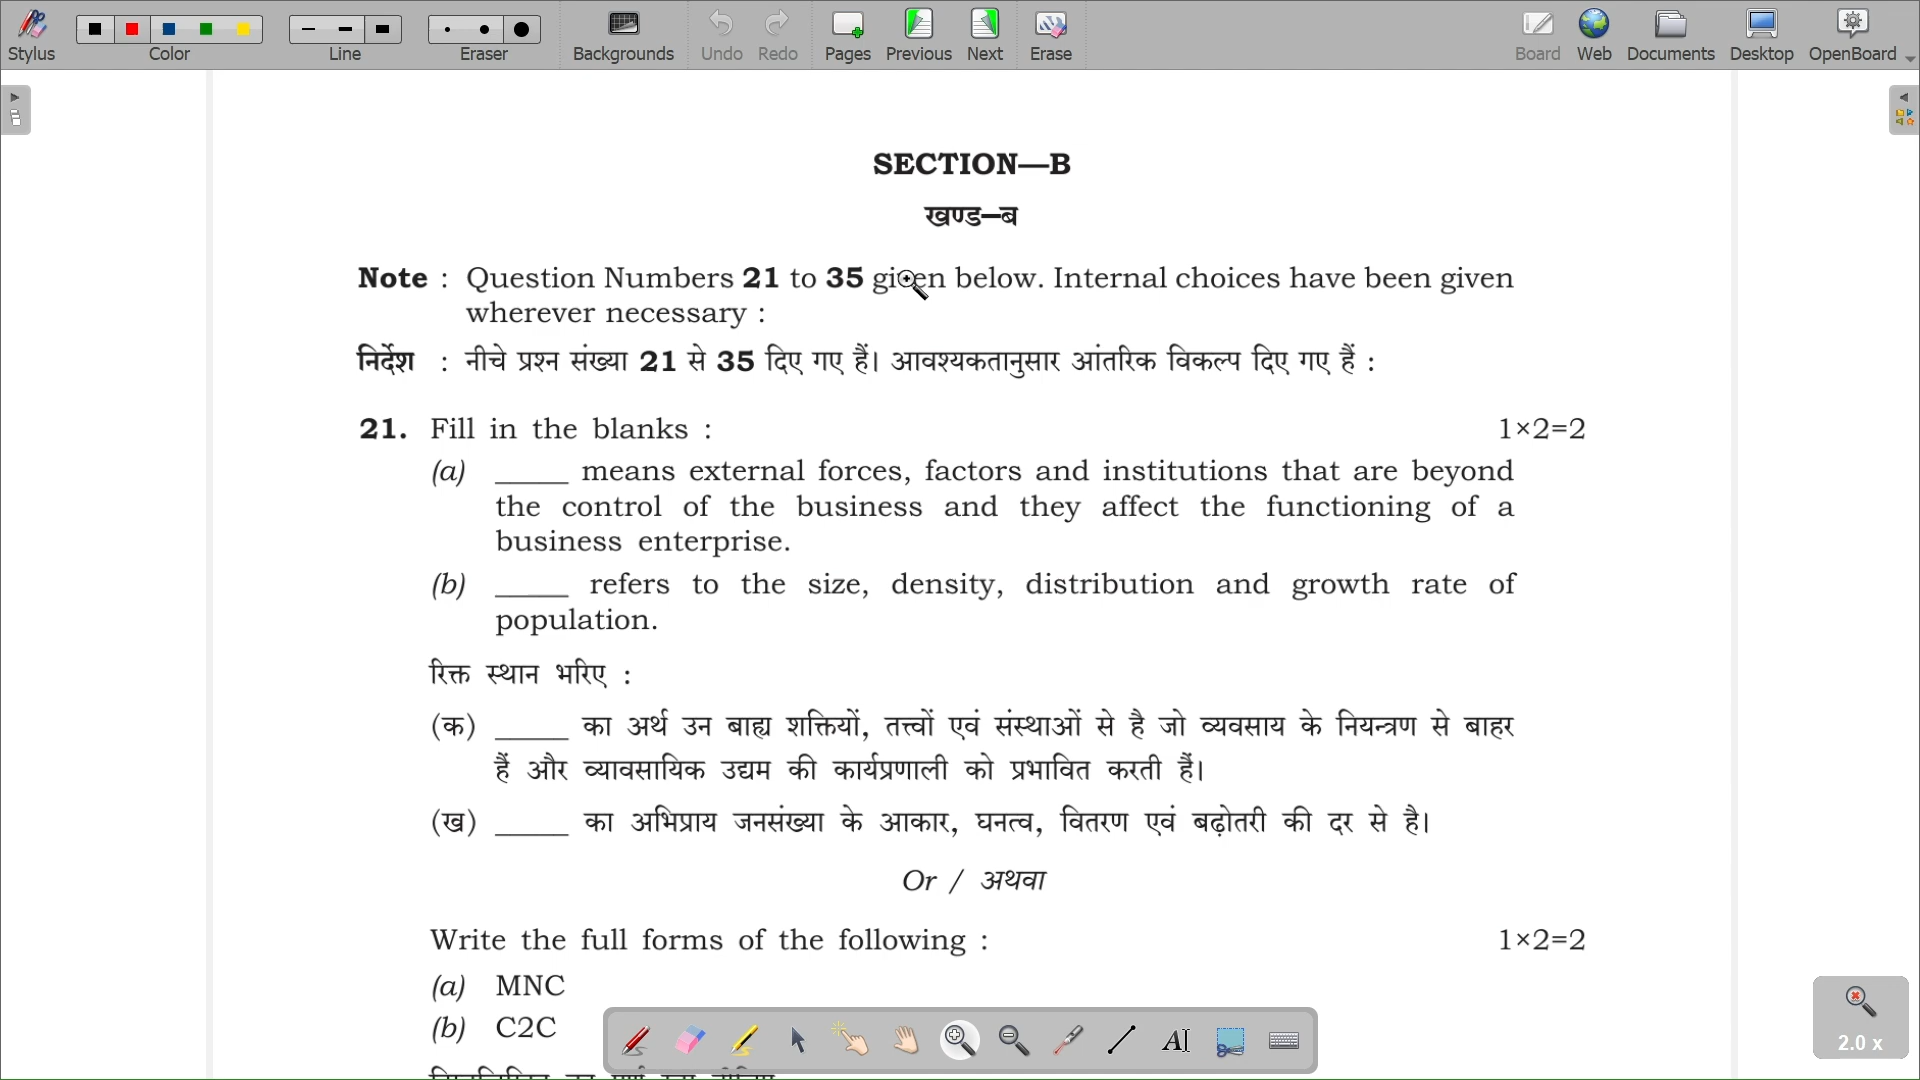 Stylus Color Line Eraser Backgrounds Undo Redo Pages Previous Next Erase Board Web Documents Desktop OpenBoard
SECTION—B
खण्ड–ब
Note : Question Numbers 21 to 35 given below. Internal choices have been given
wherever necessary :
निर्देश : नीचे प्रश्न संख्या 21 से 35 दिए गए हैं। आवश्यकतानुसार आंतरिक विकल्प दिए गए हैं :
21. Fill in the blanks : 1×2=2
(a) _____ means external forces, factors and institutions that are beyond
the control of the business and they affect the functioning of a
business enterprise.
(b) _____ refers to the size, density, distribution and growth rate of
population.
रिक्त स्थान भरिए :
(क) _____ का अर्थ उन बाह्य शक्तियों, तत्त्वों एवं संस्थाओं से है जो व्यवसाय के नियन्त्रण से बाहर
हैं और व्यावसायिक उद्यम की कार्यप्रणाली को प्रभावित करती हैं।
(ख) _____ का अभिप्राय जनसंख्या के आकार, घनत्व, वितरण एवं बढ़ोतरी की दर से है।
Or / अथवा
Write the full forms of the following : 1×2=2
(a) MNC
(b) C2C
2.0 x